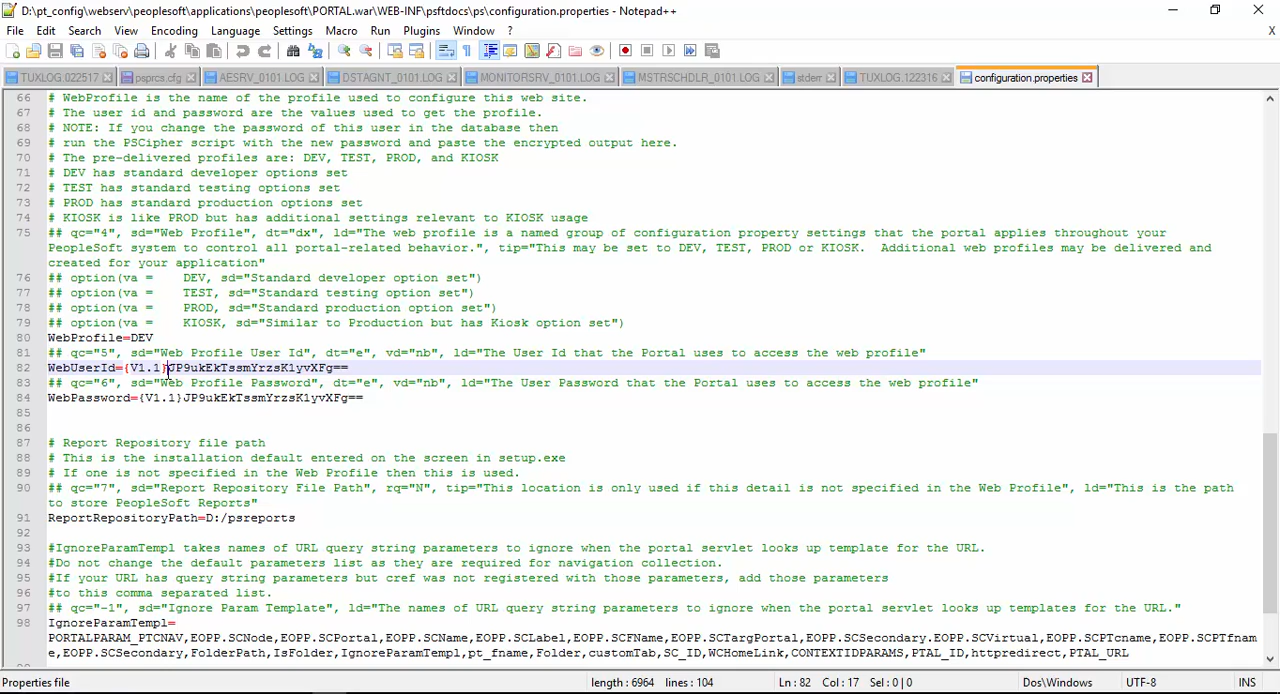 D:\pt_config\webserv\peoplesoft\applications\peoplesoft\PORTAL.war\WEB-INF\psftdocs\ps\configuration.properties - Notepad++
File Edit Search View Encoding Language Settings Macro Run Plugins Window ? X
TUXLOG.022517 psprcs.cfg AESRV_0101.LOG DSTAGNT_0101.LOG MONITORSRV_0101.LOG MSTRSCHDLR_0101.LOG stderr TUXLOG.122316 configuration.properties
66 # WebProfile is the name of the profile used to configure this web site.
67 # The user id and password are the values used to get the profile.
68 # NOTE: If you change the password of this user in the database then
69 # run the PSCipher script with the new password and paste the encrypted output here.
70 # The pre-delivered profiles are: DEV, TEST, PROD, and KIOSK
71 # DEV has standard developer options set
72 # TEST has standard testing options set
73 # PROD has standard production options set
74 # KIOSK is like PROD but has additional settings relevant to KIOSK usage
75 ## qc="4", sd="Web Profile", dt="dx", ld="The web profile is a named group of configuration property settings that the portal applies throughout your
PeopleSoft system to control all portal-related behavior.", tip="This may be set to DEV, TEST, PROD or KIOSK.  Additional web profiles may be delivered and
created for your application"
76 ## option(va =    DEV, sd="Standard developer option set")
77 ## option(va =    TEST, sd="Standard testing option set")
78 ## option(va =    PROD, sd="Standard production option set")
79 ## option(va =    KIOSK, sd="Similar to Production but has Kiosk option set")
80 WebProfile=DEV
81 ## qc="5", sd="Web Profile User Id", dt="e", vd="nb", ld="The User Id that the Portal uses to access the web profile"
82 WebUserId={V1.1}JP9ukEkTssmYrzsK1yvXFg==
83 ## qc="6", sd="Web Profile Password", dt="e", vd="nb", ld="The User Password that the Portal uses to access the web profile"
84 WebPassword={V1.1}JP9ukEkTssmYrzsK1yvXFg==
85
86
87 # Report Repository file path
88 # This is the installation default entered on the screen in setup.exe
89 # If one is not specified in the Web Profile then this is used.
90 ## qc="7", sd="Report Repository File Path", rq="N", tip="This location is only used if this detail is not specified in the Web Profile", ld="This is the path
to store PeopleSoft Reports"
91 ReportRepositoryPath=D:/psreports
92
93 #IgnoreParamTempl takes names of URL query string parameters to ignore when the portal servlet looks up template for the URL.
94 #Do not change the default parameters list as they are required for navigation collection.
95 #If your URL has query string parameters but cref was not registered with those parameters, add those parameters
96 #to this comma separated list.
97 ## qc="-1", sd="Ignore Param Template", ld="The names of URL query string parameters to ignore when the portal servlet looks up templates for the URL."
98 IgnoreParamTempl=
PORTALPARAM_PTCNAV,EOPP.SCNode,EOPP.SCPortal,EOPP.SCName,EOPP.SCLabel,EOPP.SCFName,EOPP.SCTargPortal,EOPP.SCSecondary.EOPP.SCVirtual,EOPP.SCPTcname,EOPP.SCPTfnam
e,EOPP.SCSecondary,FolderPath,IsFolder,IgnoreParamTempl,pt_fname,Folder,customTab,SC_ID,WCHomeLink,CONTEXTIDPARAMS,PTAL_ID,httpredirect,PTAL_URL
Properties file length : 6964 lines : 104 Ln : 82 Col : 17 Sel : 0 | 0 Dos\Windows UTF-8 INS